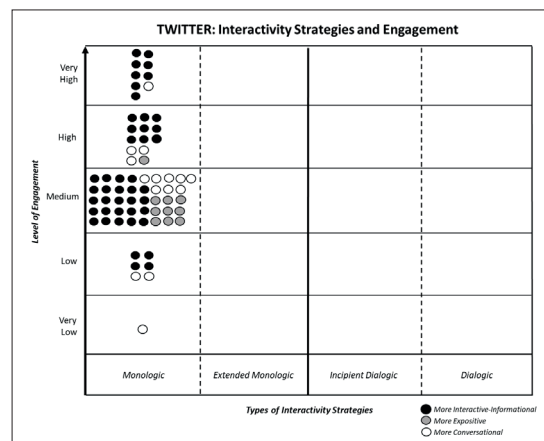 TWITTER: Interactivity Strategies and Engagement
Very
High
High
Medium
Low
Very
Low
Level of Engagement
Monologic
Extended Monologic
Incipient Dialogic
Dialogic
Types of Interactivity Strategies
More Interactive-Informational
More Expositive
More Conversational